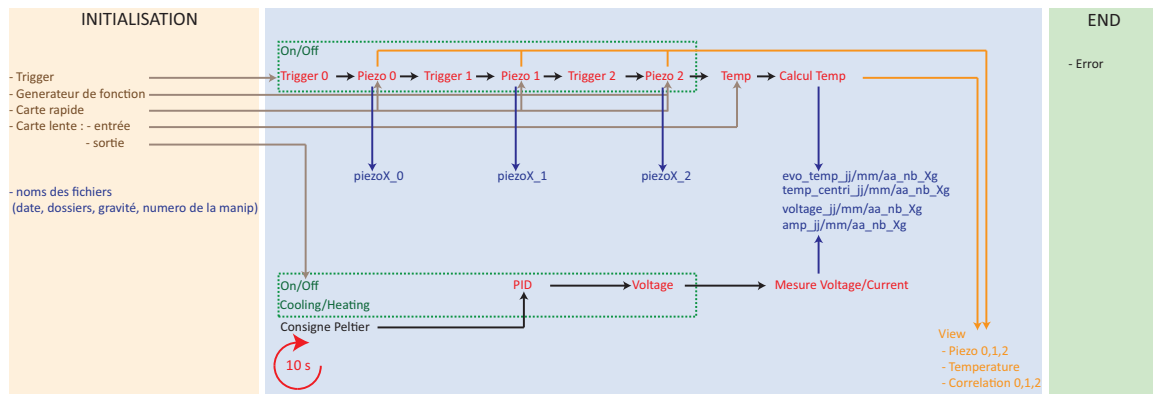 INITIALISATION
- Trigger
- Generateur de fonction
- Carte rapide
- Carte lente : - entrée
- sortie
- noms des fichiers
(date, dossiers, gravité, numero de la manip)
On/Off
Trigger 0
Piezo 0
Trigger 1
Piezo 1
Trigger 2
Piezo 2
Temp
Calcul Temp
piezoX_0
piezoX_1
piezoX_2
evo_temp_jj/mm/aa_nb_Xg
temp_centri_jj/mm/aa_nb_Xg
voltage_jj/mm/aa_nb_Xg
amp_jj/mm/aa_nb_Xg
On/Off
Cooling/Heating
PID
Voltage
Mesure Voltage/Current
Consigne Peltier
10 s
View
- Piezo 0,1,2
- Temperature
- Correlation 0,1,2
END
- Error